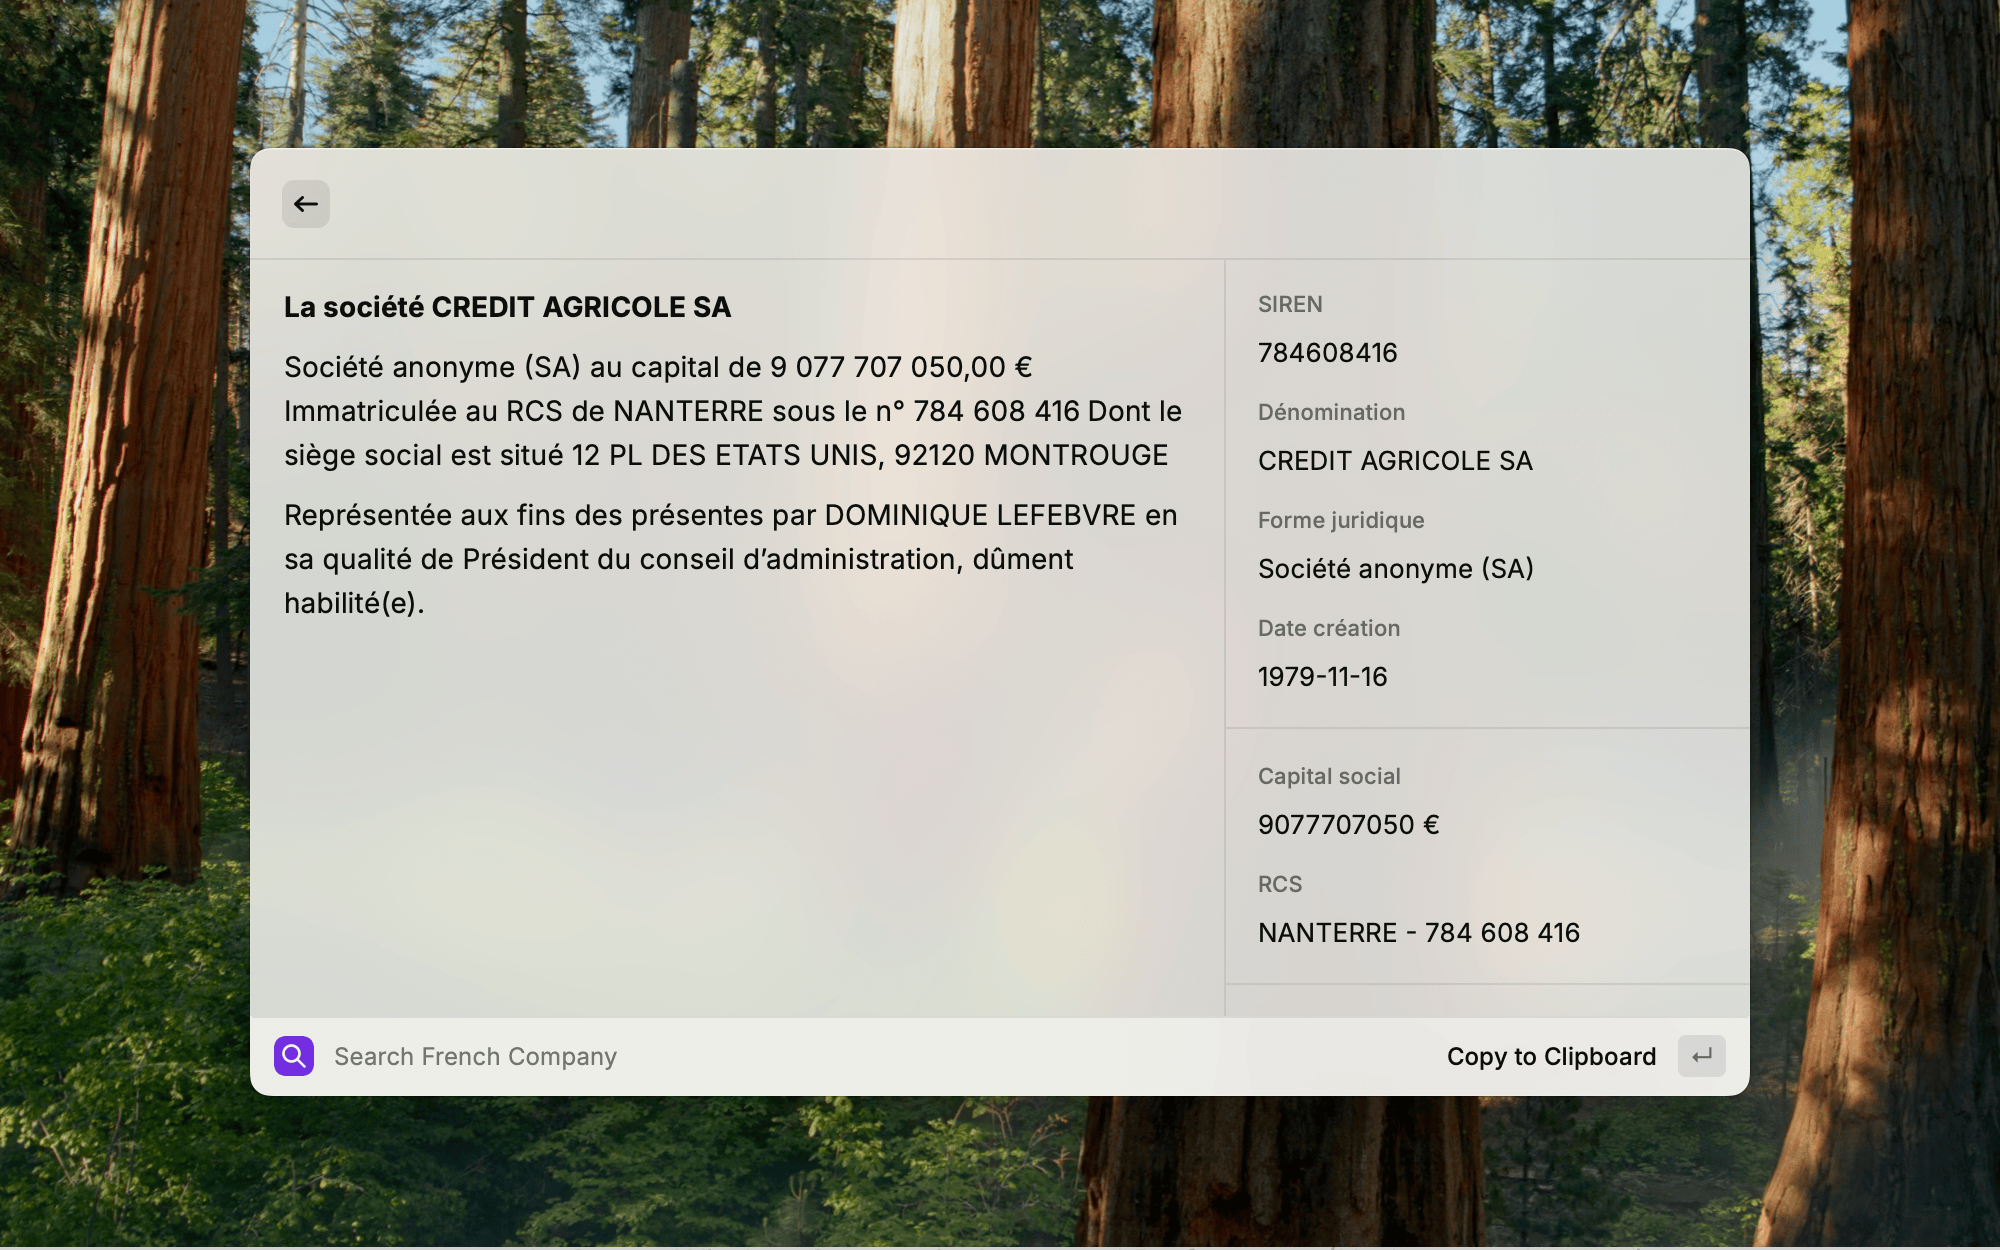 La société CREDIT AGRICOLE SA
Société anonyme (SA) au capital de 9 077 707 050,00 €
Immatriculée au RCS de NANTERRE sous le n° 784 608 416 Dont le
siège social est situé 12 PL DES ETATS UNIS, 92120 MONTROUGE
Représentée aux fins des présentes par DOMINIQUE LEFEBVRE en
sa qualité de Président du conseil d’administration, dûment
habilité(e).
SIREN
784608416
Dénomination
CREDIT AGRICOLE SA
Forme juridique
Société anonyme (SA)
Date création
1979-11-16
Capital social
9077707050 €
RCS
NANTERRE - 784 608 416
Search French Company
Copy to Clipboard